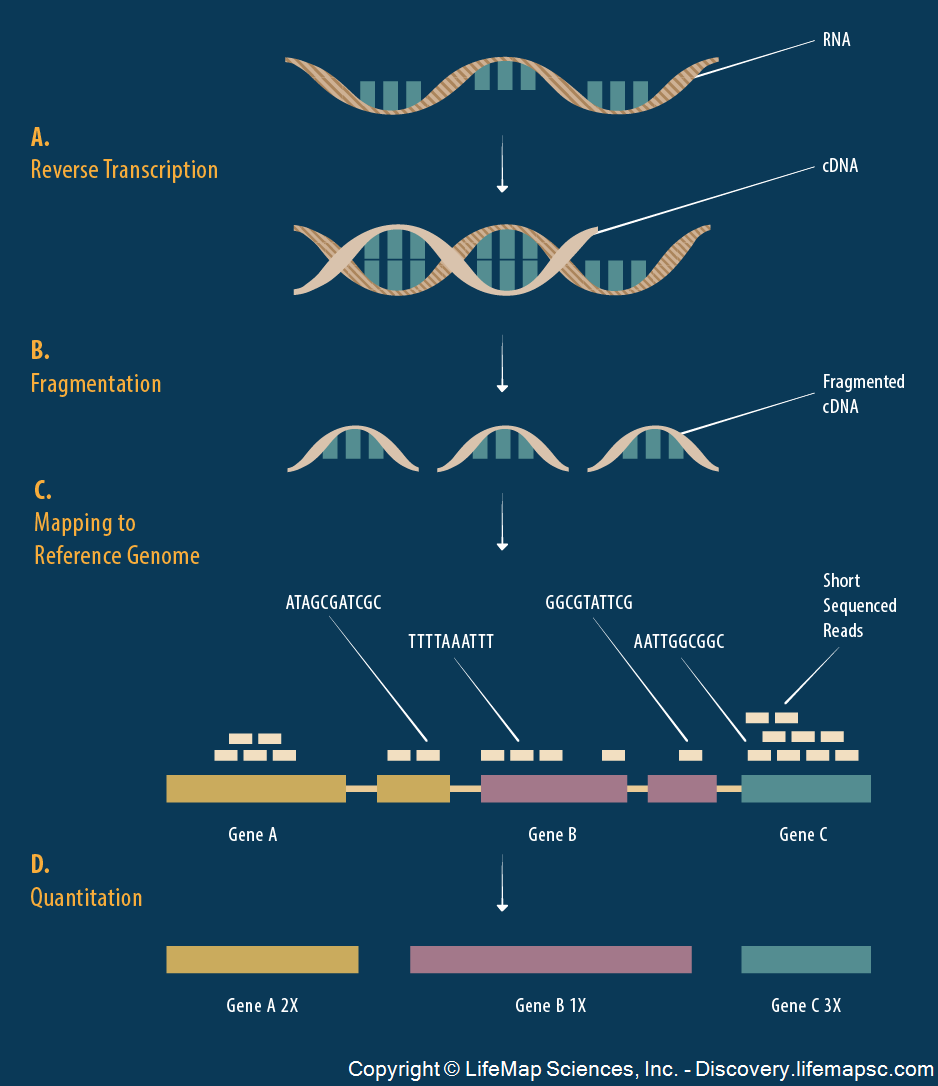 RNA
A.
Reverse Transcription
cDNA
B.
Fragmentation
Fragmented
cDNA
C.
Mapping to
Reference Genome
ATAGCGATCGC
GGCGTATTCG
Short
Sequenced
Reads
TTTTAAATTT
AATTGGCGGC
Gene A
Gene B
Gene C
D.
Quantitation
Gene A 2X
Gene B 1X
Gene C 3X
Copyright © LifeMap Sciences, Inc. - Discovery.lifemapsc.com